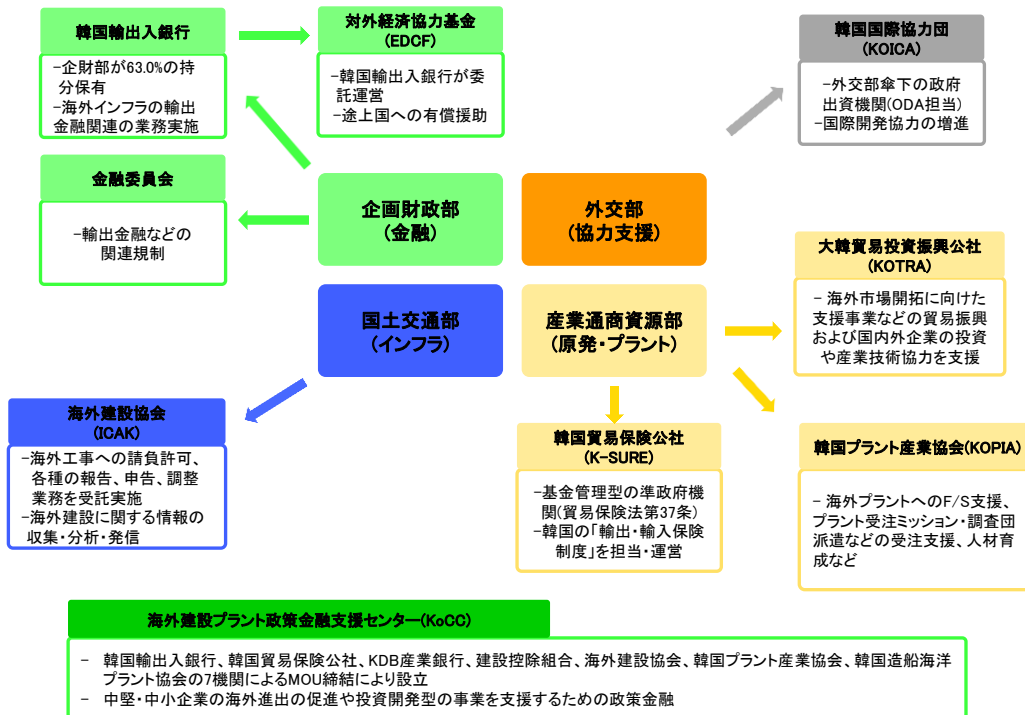 韓国輸出入銀行
-企財部が63.0%の持
分保有
-海外インフラの輸出
金融関連の業務実施
対外経済協力基金
(EDCF)
-韓国輸出入銀行が委
託運営
-途上国への有償援助
韓国国際協力団
(KOICA)
-外交部傘下の政府
出資機関(ODA担当)
-国際開発協力の増進
金融委員会
-輸出金融などの
関連規制
企画財政部
(金融)
外交部
(協力支援)
国土交通部
(インフラ)
産業通商資源部
(原発・プラント)
大韓貿易投資振興公社
(KOTRA)
- 海外市場開拓に向けた
支援事業などの貿易振興
および国内外企業の投資
や産業技術協力を支援
海外建設協会
(ICAK)
-海外工事への請負許可、
各種の報告、申告、調整
業務を受託実施
-海外建設に関する情報の
収集・分析・発信
韓国貿易保険公社
(K-SURE)
-基金管理型の準政府機
関(貿易保険法第37条)
-韓国の「輸出・輸入保険
制度」を担当・運営
韓国プラント産業協会(KOPIA)
- 海外プラントへのF/S支援、
プラント受注ミッション・調査団
派遣などの受注支援、人材育
成など
海外建設プラント政策金融支援センター(KoCC)
- 韓国輸出入銀行、韓国貿易保険公社、KDB産業銀行、建設控除組合、海外建設協会、韓国プラント産業協会、韓国造船海洋
プラント協会の7機関によるMOU締結により設立
- 中堅・中小企業の海外進出の促進や投資開発型の事業を支援するための政策金融